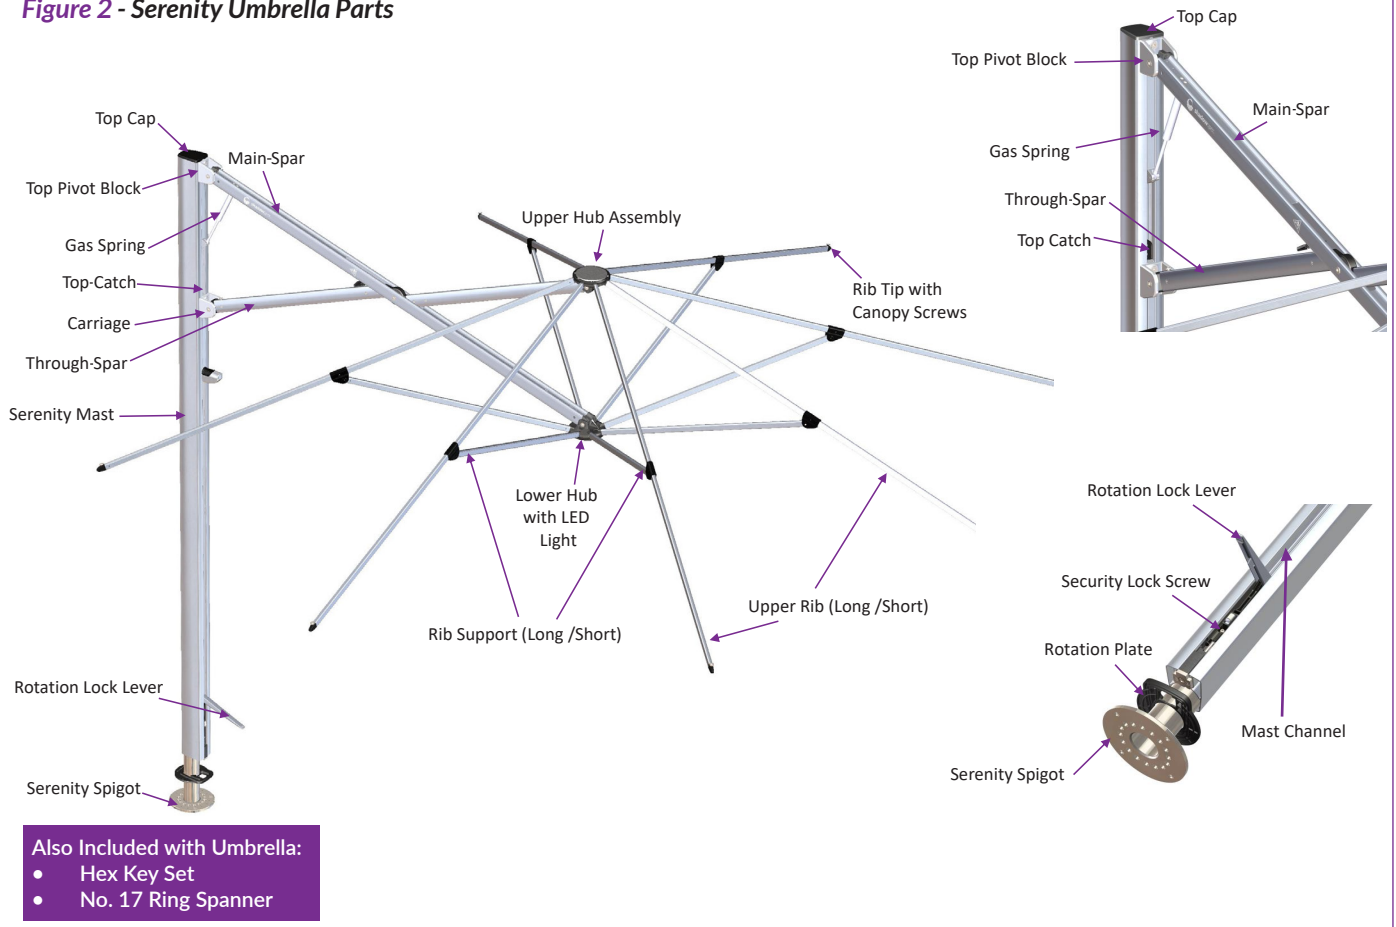 Figure 2 - Serenity Umbrella Parts
Top Cap
Main-Spar
Top Pivot Block
Gas Spring
Top-Catch
Carriage
Through-Spar
Serenity Mast
Upper Hub Assembly
Rib Tip with
Canopy Screws
Lower Hub
with LED
Light
Rib Support (Long /Short)
Upper Rib (Long /Short)
Rotation Lock Lever
Serenity Spigot
Top Cap
Top Pivot Block
Main-Spar
Gas Spring
Through-Spar
Top Catch
Rotation Lock Lever
Security Lock Screw
Rotation Plate
Mast Channel
Serenity Spigot
Also Included with Umbrella:
● Hex Key Set
● No. 17 Ring Spanner